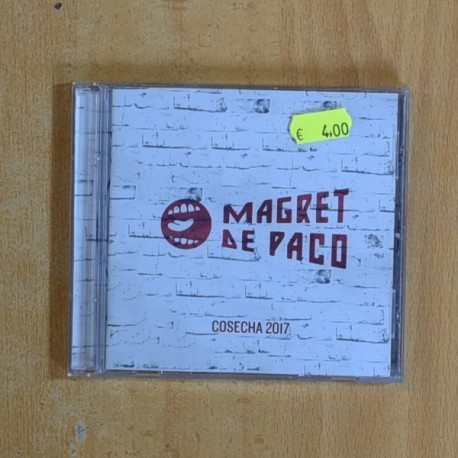 € 4.00
MAGRET
DE PACO
COSECHA 2017